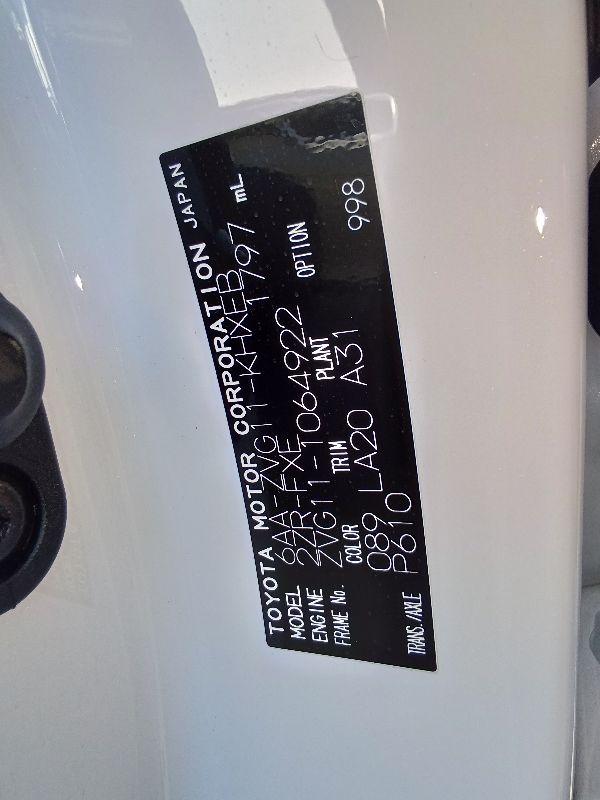 TOYOTA MOTOR CORPORATION JAPAN
MODEL 6AA-ZVG11-KHXEB
ENGINE 2ZR-FXE 1797 mL
FRAME No. ZVG11-1064922
COLOR TRIM PLANT OPTION
089 LA20 A31 998
TRANS./AXLE P610